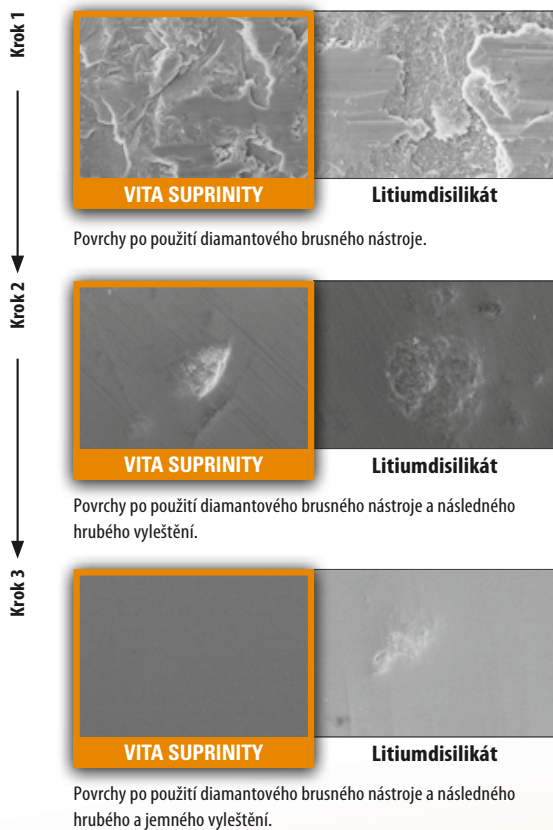 Krok 1
VITA SUPRINITY
Litiumdisilikát
Povrchy po použití diamantového brusného nástroje.
Krok 2
VITA SUPRINITY
Litiumdisilikát
Povrchy po použití diamantového brusného nástroje a následného
hrubého vyleštění.
Krok 3
VITA SUPRINITY
Litiumdisilikát
Povrchy po použití diamantového brusného nástroje a následného
hrubého a jemného vyleštění.